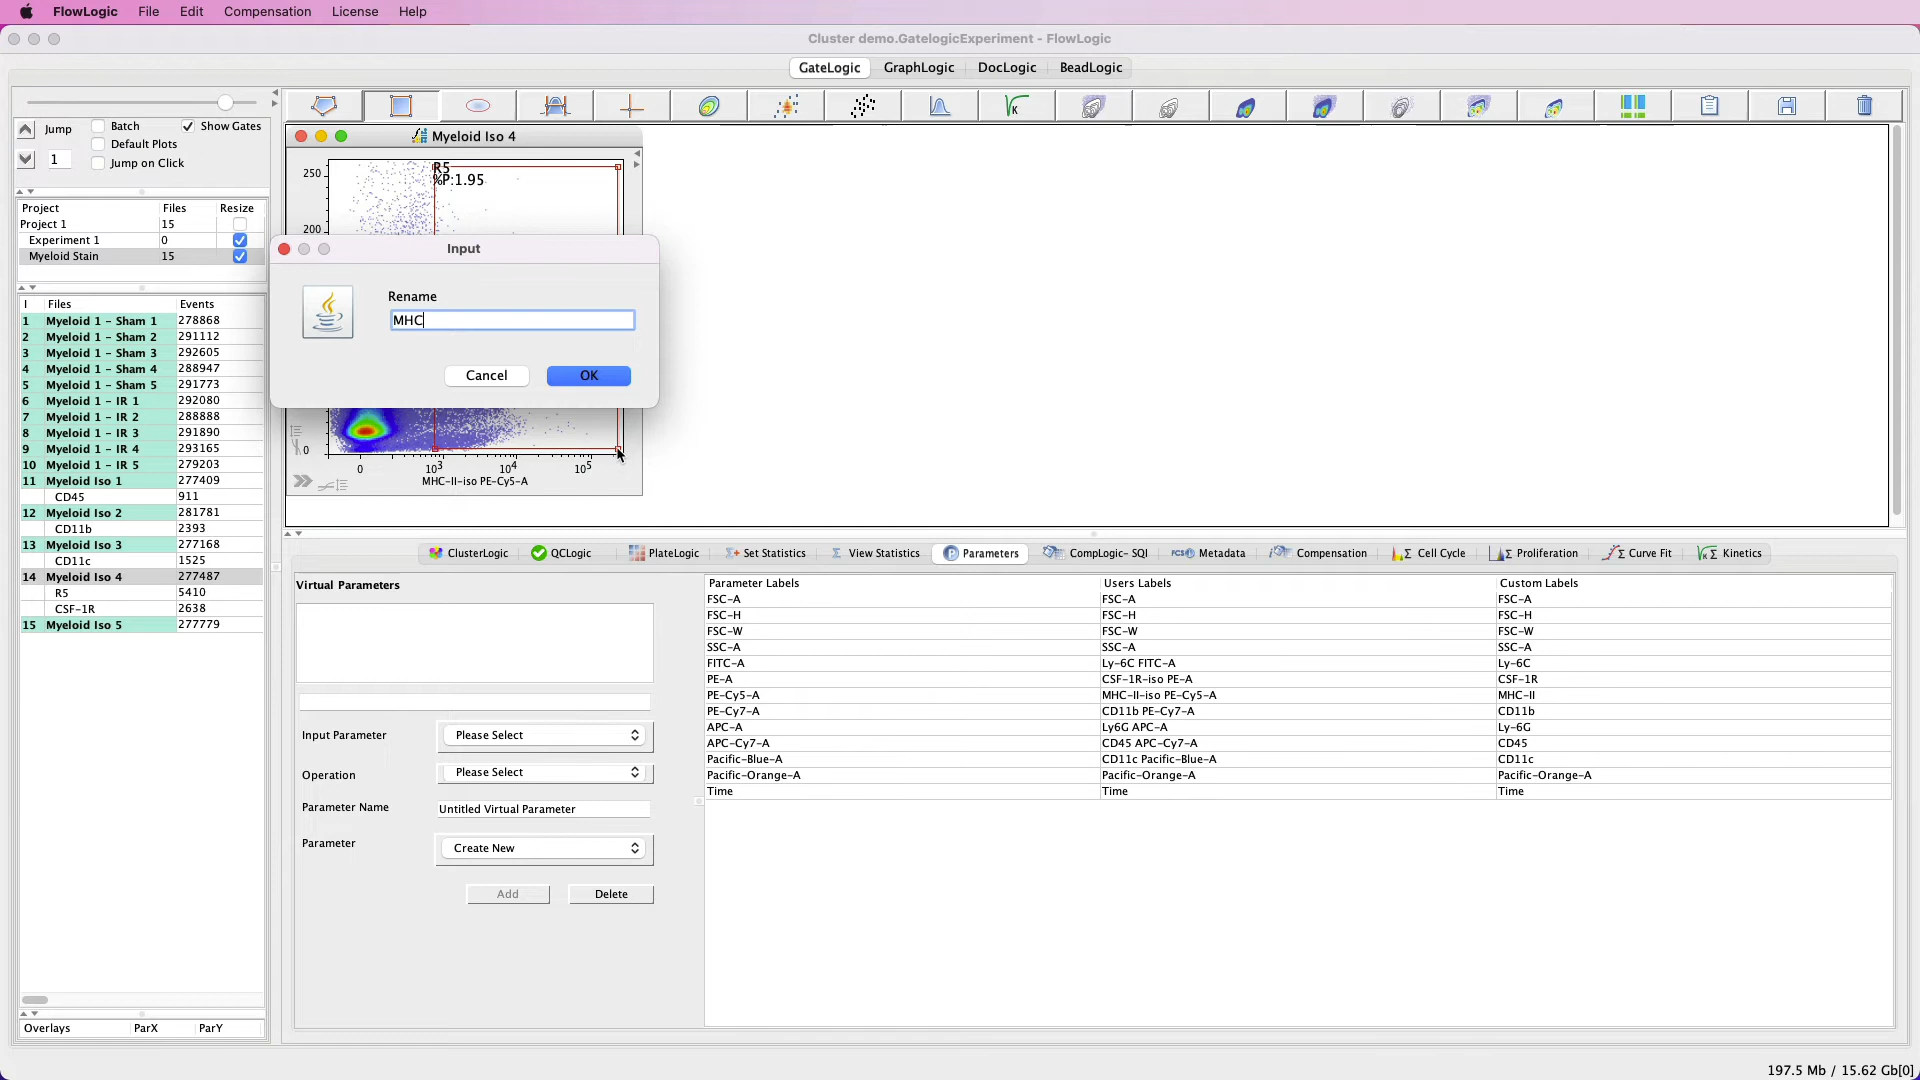 FlowLogic File Edit Compensation License Help
Cluster demo.GatelogicExperiment - FlowLogic
GateLogic GraphLogic DocLogic BeadLogic
Jump
1
Batch
Default Plots
Jump on Click
Show Gates
Project Files Resize
Project 1 15
Experiment 1 0
Myeloid Stain 15
I Files Events
1 Myeloid 1 - Sham 1 278868
2 Myeloid 1 - Sham 2 291112
3 Myeloid 1 - Sham 3 292605
4 Myeloid 1 - Sham 4 288947
5 Myeloid 1 - Sham 5 291773
6 Myeloid 1 - IR 1 292080
7 Myeloid 1 - IR 2 288888
8 Myeloid 1 - IR 3 291890
9 Myeloid 1 - IR 4 293165
10 Myeloid 1 - IR 5 279203
11 Myeloid Iso 1 277409
CD45 911
12 Myeloid Iso 2 281781
CD11b 2393
13 Myeloid Iso 3 277168
CD11c 1525
14 Myeloid Iso 4 277487
R5 5410
CSF-1R 2638
15 Myeloid Iso 5 277779
Overlays ParX ParY
Myeloid Iso 4
R5
%P:1.95
250
200
0
0 10³ 10⁴ 10⁵
MHC-II-iso PE-Cy5-A
Input
Rename
MHC
Cancel OK
ClusterLogic QCLogic PlateLogic Set Statistics View Statistics Parameters CompLogic- SQI Metadata Compensation Cell Cycle Proliferation Curve Fit Kinetics
Virtual Parameters
Input Parameter Please Select
Operation Please Select
Parameter Name Untitled Virtual Parameter
Parameter Create New
Add Delete
Parameter Labels Users Labels Custom Labels
FSC-A FSC-A FSC-A
FSC-H FSC-H FSC-H
FSC-W FSC-W FSC-W
SSC-A SSC-A SSC-A
FITC-A Ly-6C FITC-A Ly-6C
PE-A CSF-1R-iso PE-A CSF-1R
PE-Cy5-A MHC-II-iso PE-Cy5-A MHC-II
PE-Cy7-A CD11b PE-Cy7-A CD11b
APC-A Ly6G APC-A Ly-6G
APC-Cy7-A CD45 APC-Cy7-A CD45
Pacific-Blue-A CD11c Pacific-Blue-A CD11c
Pacific-Orange-A Pacific-Orange-A Pacific-Orange-A
Time Time Time
197.5 Mb / 15.62 Gb[0]